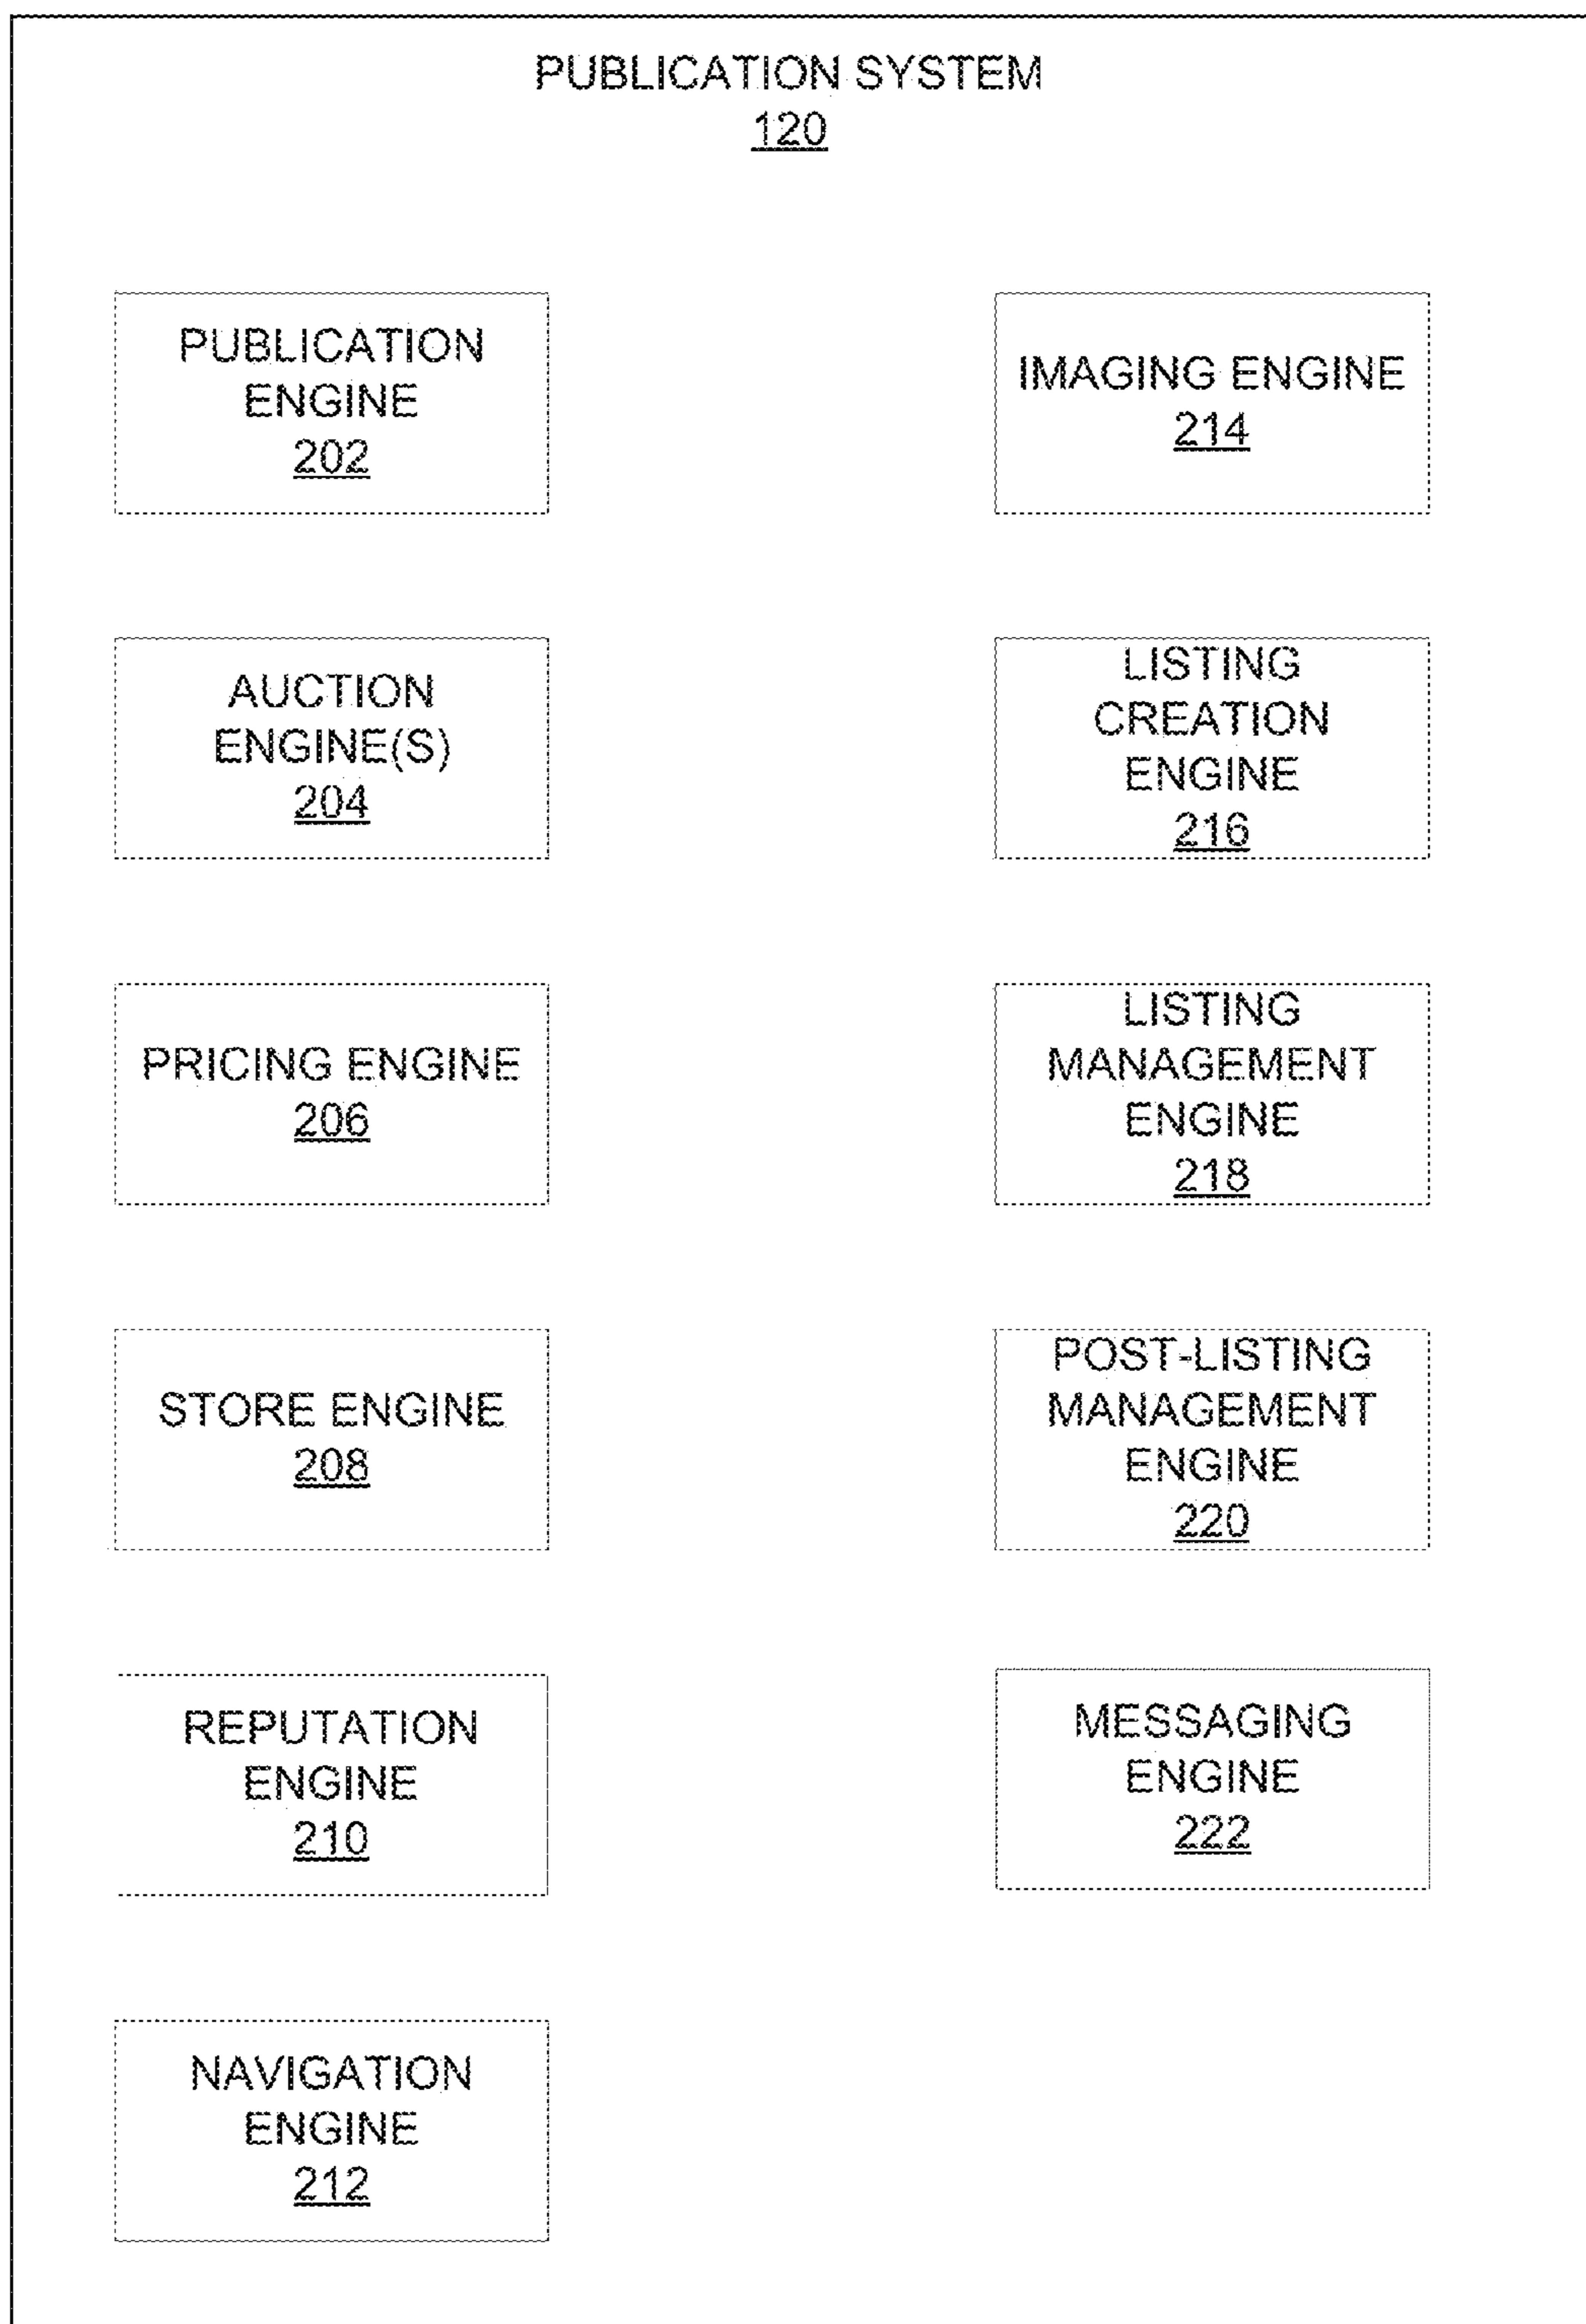 PUBLICATION SYSTEM
120
PUBLICATION
ENGINE
202
AUCTION
ENGINE(S)
204
PRICING ENGINE
206
STORE ENGINE
208
REPUTATION
ENGINE
210
NAVIGATION
ENGINE
212
IMAGING ENGINE
214
LISTING
CREATION
ENGINE
216
LISTING
MANAGEMENT
ENGINE
218
POST-LISTING
MANAGEMENT
ENGINE
220
MESSAGING
ENGINE
222